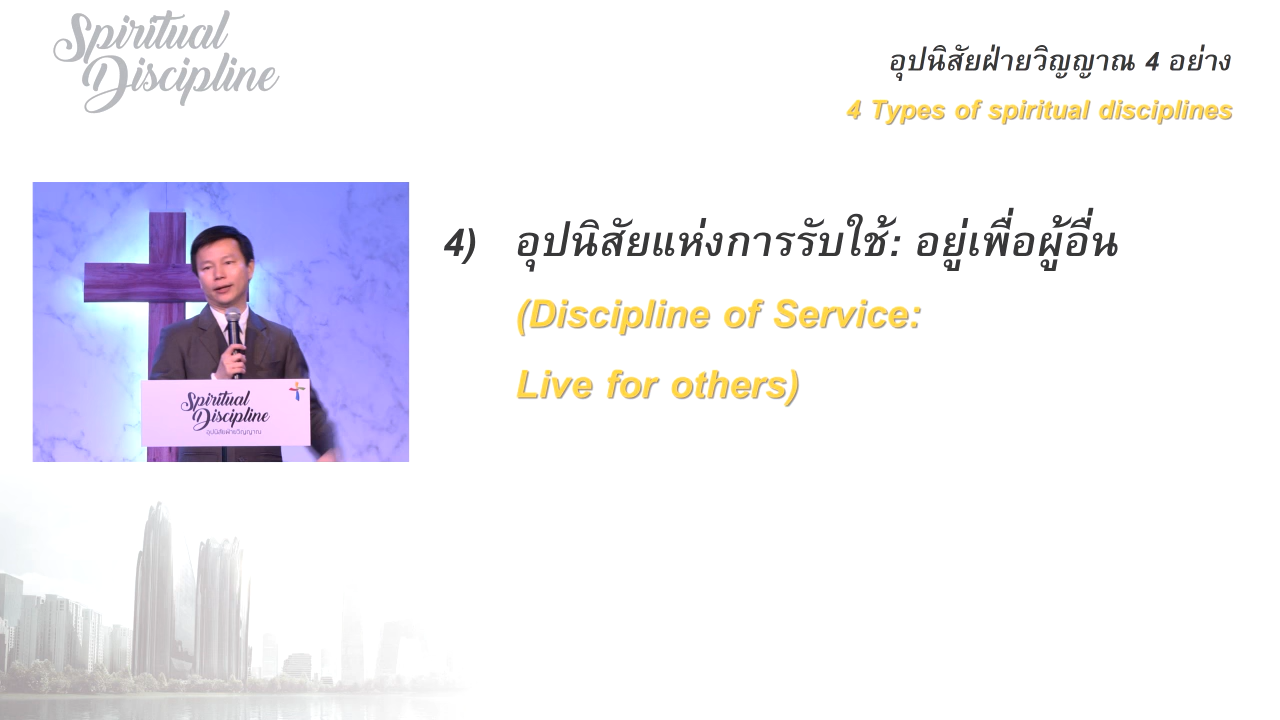 Spiritual
Discipline
อุปนิสัยฝ่ายวิญญาณ 4 อย่าง
4 Types of spiritual disciplines
4) อุปนิสัยแห่งการรับใช้: อยู่เพื่อผู้อื่น
(Discipline of Service:
Live for others)
Spiritual
Discipline
อุปนิสัยฝ่ายวิญญาณ